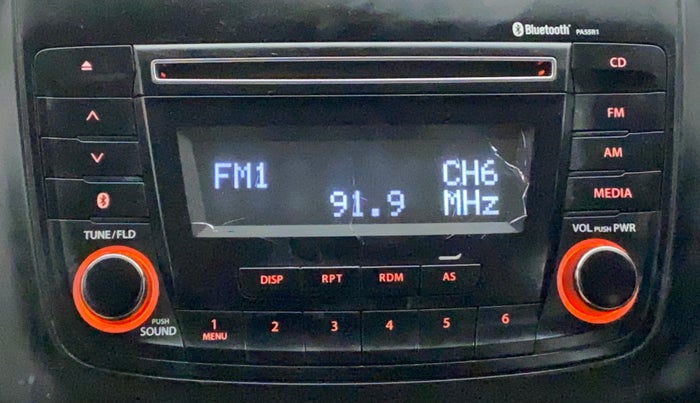 Bluetooth PA5SR1
CD
FM
AM
MEDIA
FM1 CH6
91.9 MHz
TUNE/FLD
VOL PUSH PWR
DISP RPT RDM AS
PUSH
SOUND
1 2 3 4 5 6
MENU